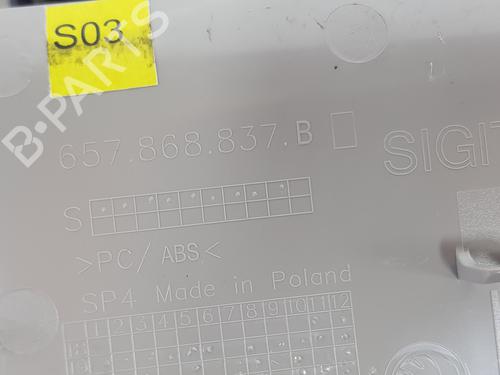 S03
B-PARTS
657.868.837.B
SIGIT
S
>PC/ABS<
SP4 Made in Poland
1 2 3 4 5 6 7 8 9 10 11 12